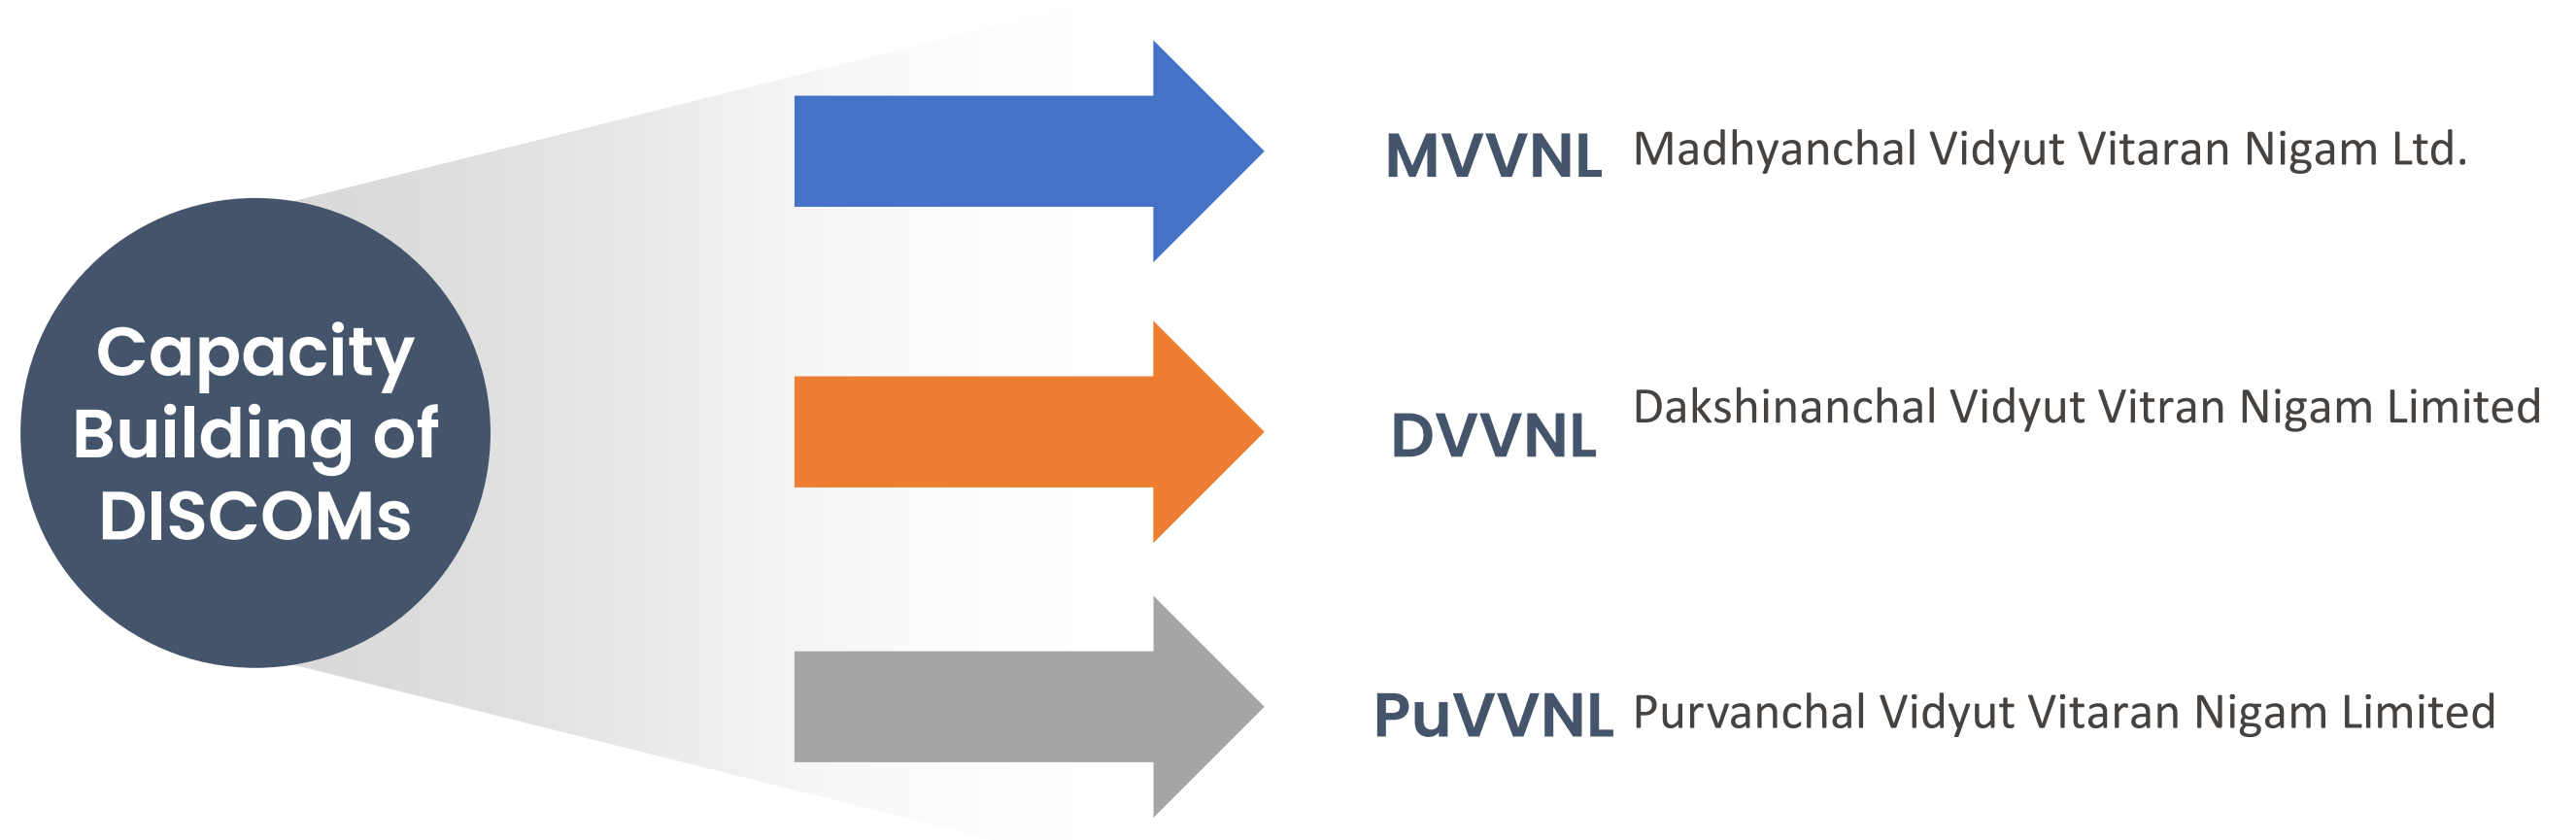 Capacity
Building of
DISCOMs
MVVNL Madhyanchal Vidyut Vitaran Nigam Ltd.
DVVNL Dakshinanchal Vidyut Vitran Nigam Limited
PuVVNL Purvanchal Vidyut Vitaran Nigam Limited